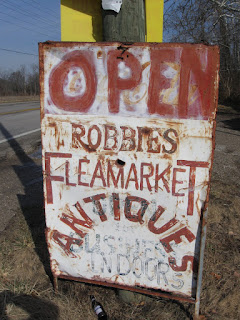 OPEN
ROBBIES
FLEAMARKET
ANTIQUES
INDOORS